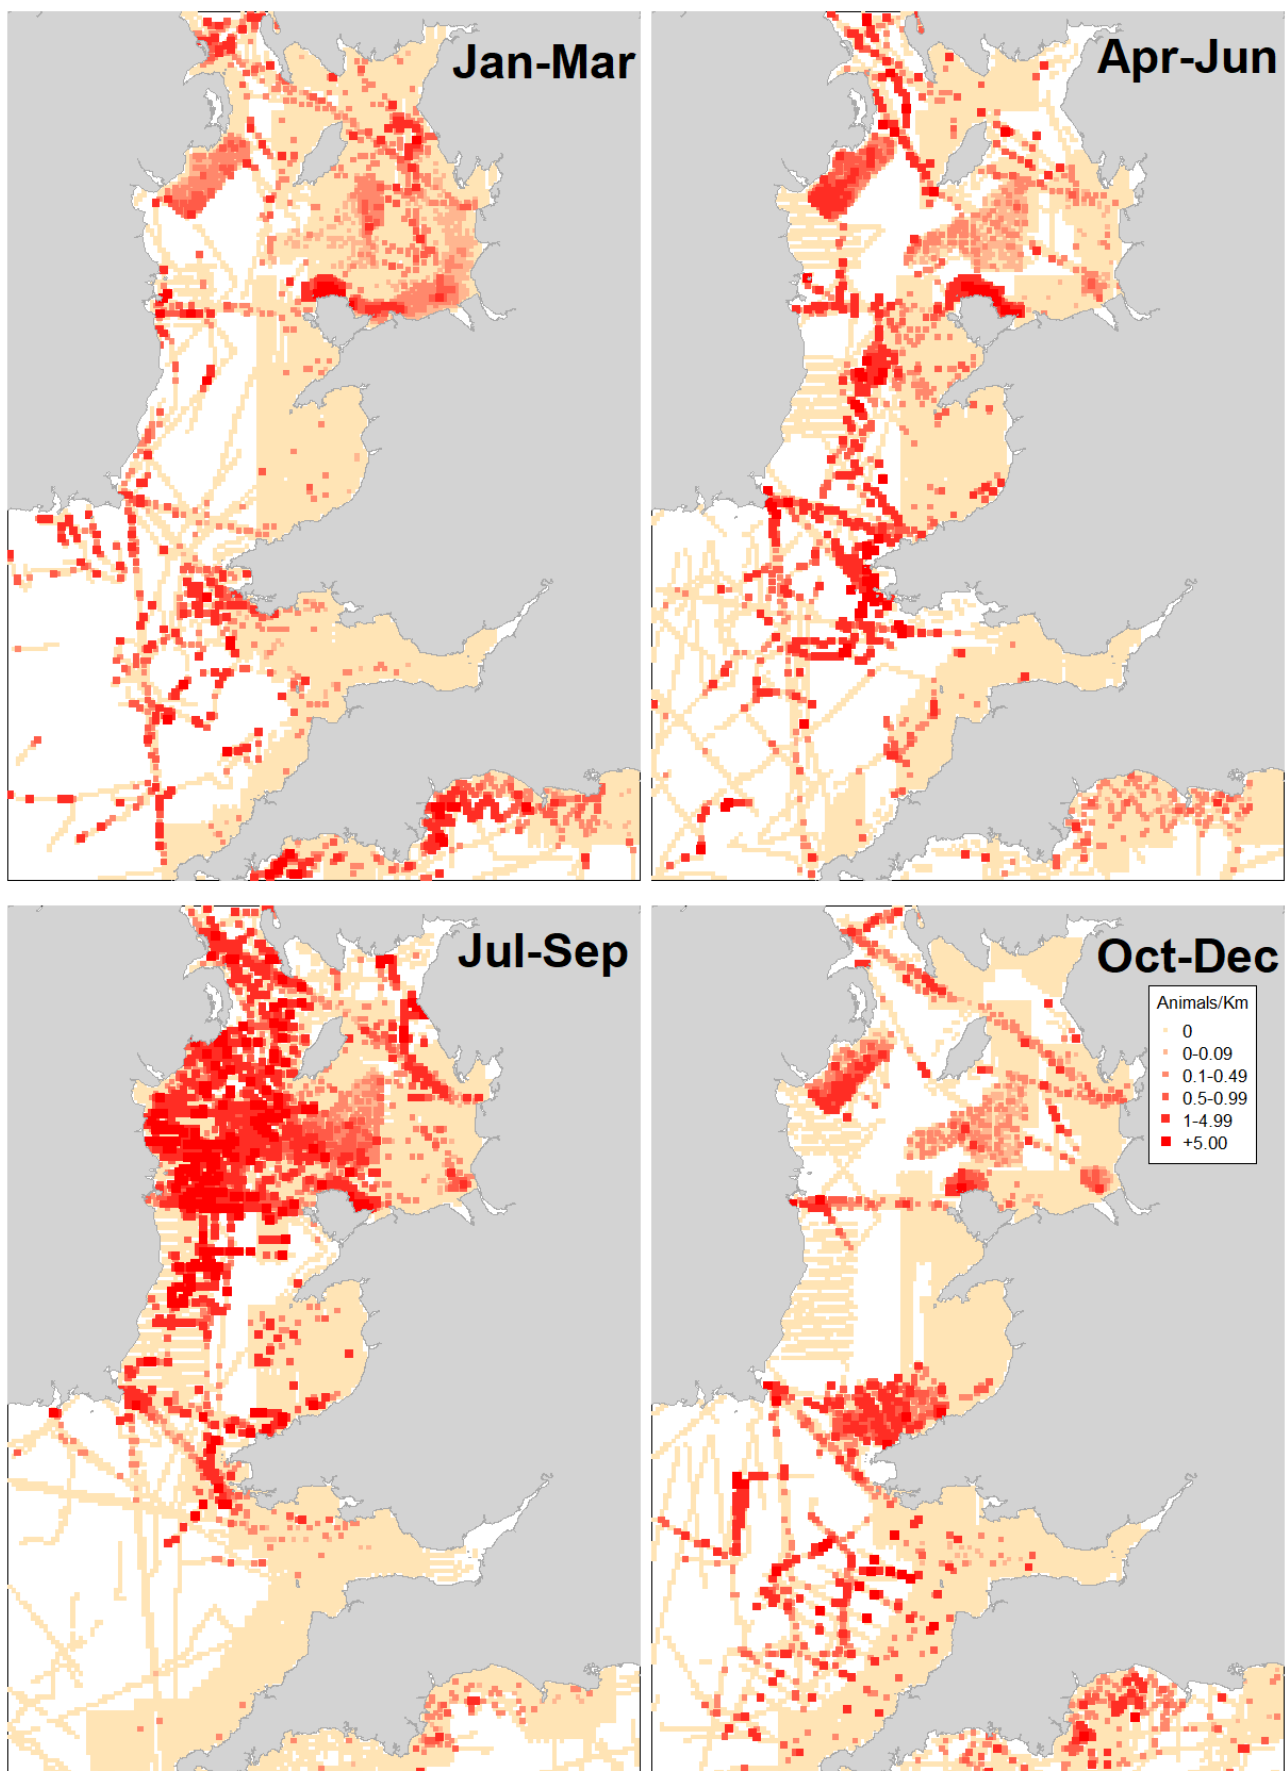 Jan-Mar
Apr-Jun
Jul-Sep
Oct-Dec
Animals/Km
0
0-0.09
0.1-0.49
0.5-0.99
1-4.99
+5.00